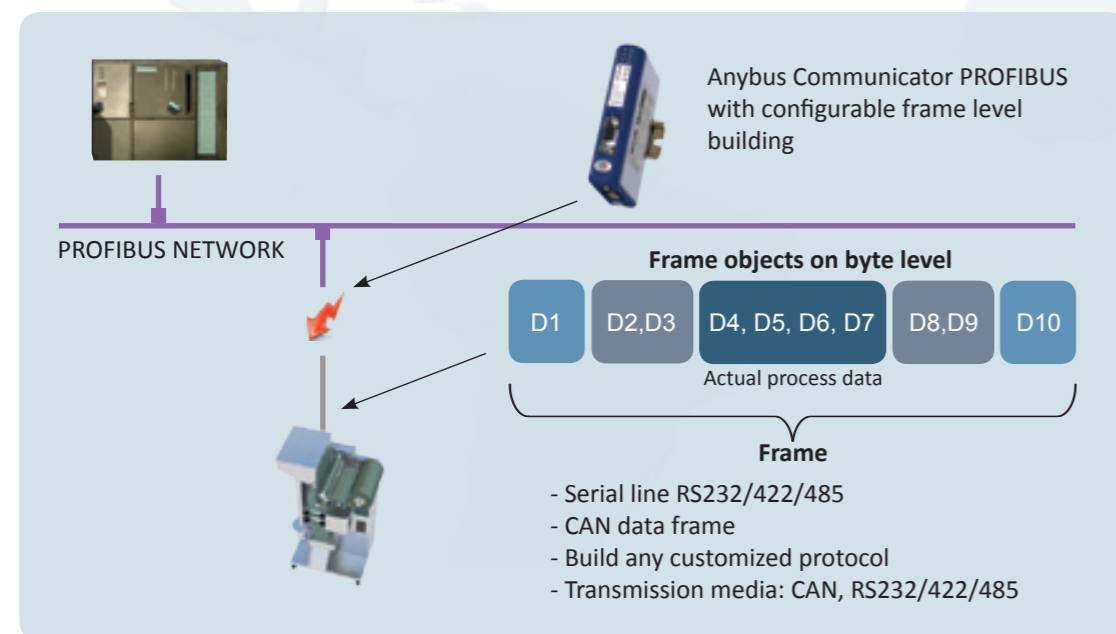 Anybus Communicator PROFIBUS
with configurable frame level
building
PROFIBUS NETWORK
Frame objects on byte level
D1 D2,D3 D4, D5, D6, D7 D8,D9 D10
Actual process data
Frame
- Serial line RS232/422/485
- CAN data frame
- Build any customized protocol
- Transmission media: CAN, RS232/422/485